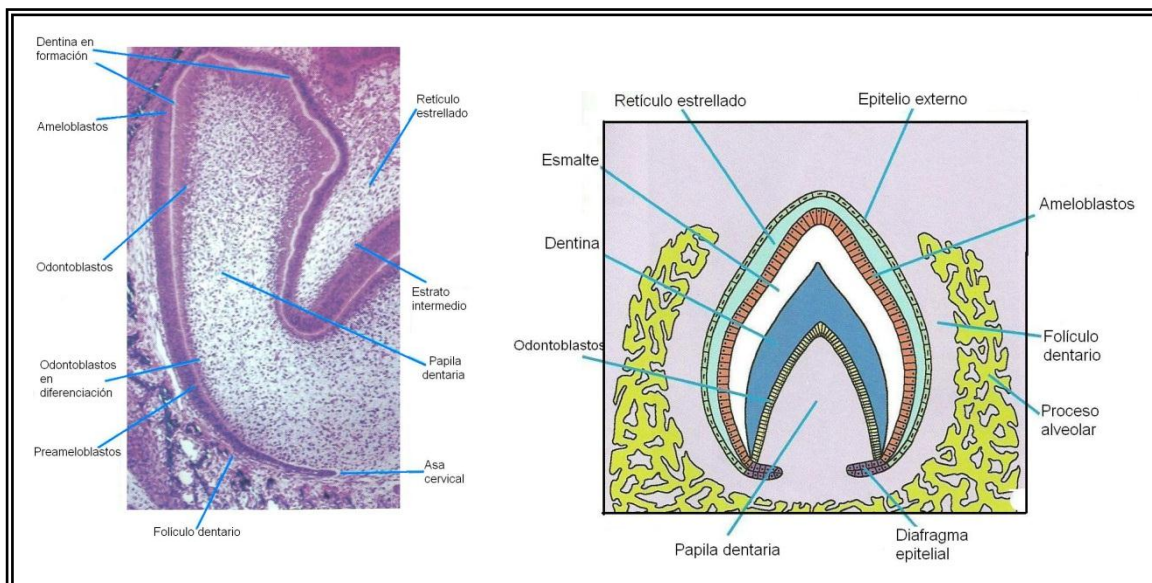 Dentina en
formación
Ameloblastos
Odontoblastos
Odontoblastos
en diferenciación
Preameloblastos
Folículo dentario
Retículo
estrellado
Estrato
intermedio
Papila
dentaria
Asa
cervical
Retículo estrellado
Epitelio externo
Esmalte
Ameloblastos
Dentina
Odontoblastos
Folículo
dentario
Proceso
alveolar
Papila dentaria
Diafragma
epitelial